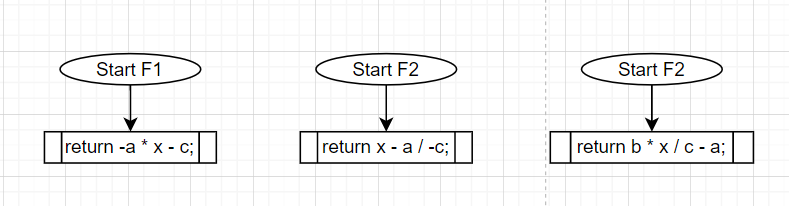 Start F1
Start F2
Start F2
return -a * x - c;
return x - a / -c;
return b * x / c - a;